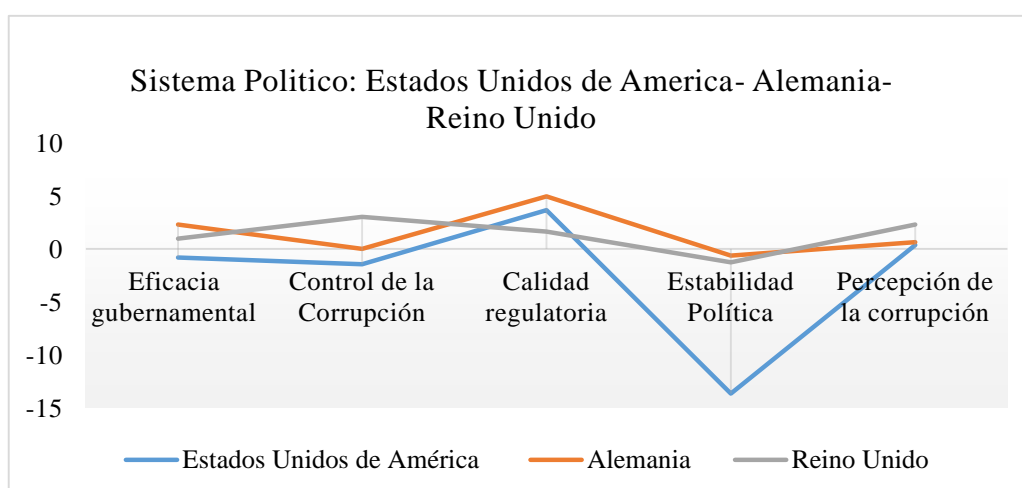 Sistema Politico: Estados Unidos de America- Alemania-
Reino Unido
10
5
0
-5
-10
-15
Eficacia
gubernamental
Control de la
Corrupción
Calidad
regulatoria
Estabilidad
Política
Percepción de
la corrupción
Estados Unidos de América
Alemania
Reino Unido